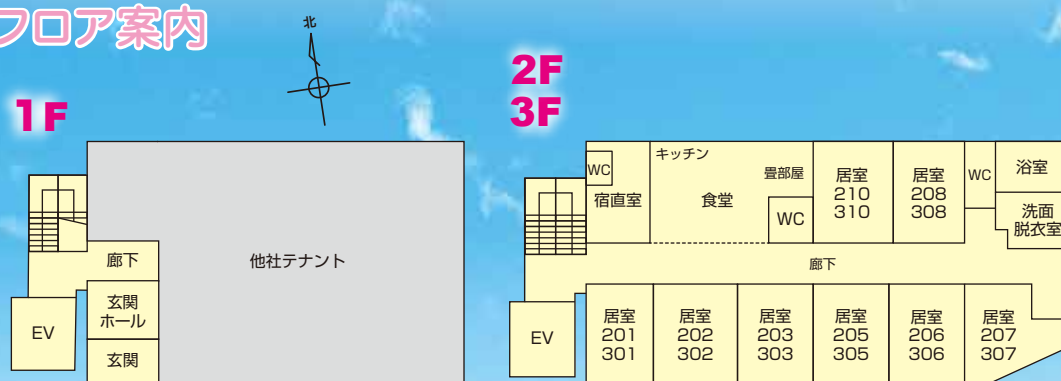 フロア案内
北
1F
廊下
玄関
ホール
EV
玄関
他社テナント
2F
3F
WC
宿直室
キッチン
食堂
畳部屋
WC
居室
210
310
居室
208
308
WC
浴室
洗面
脱衣室
廊下
EV
居室
201
301
居室
202
302
居室
203
303
居室
205
305
居室
206
306
居室
207
307